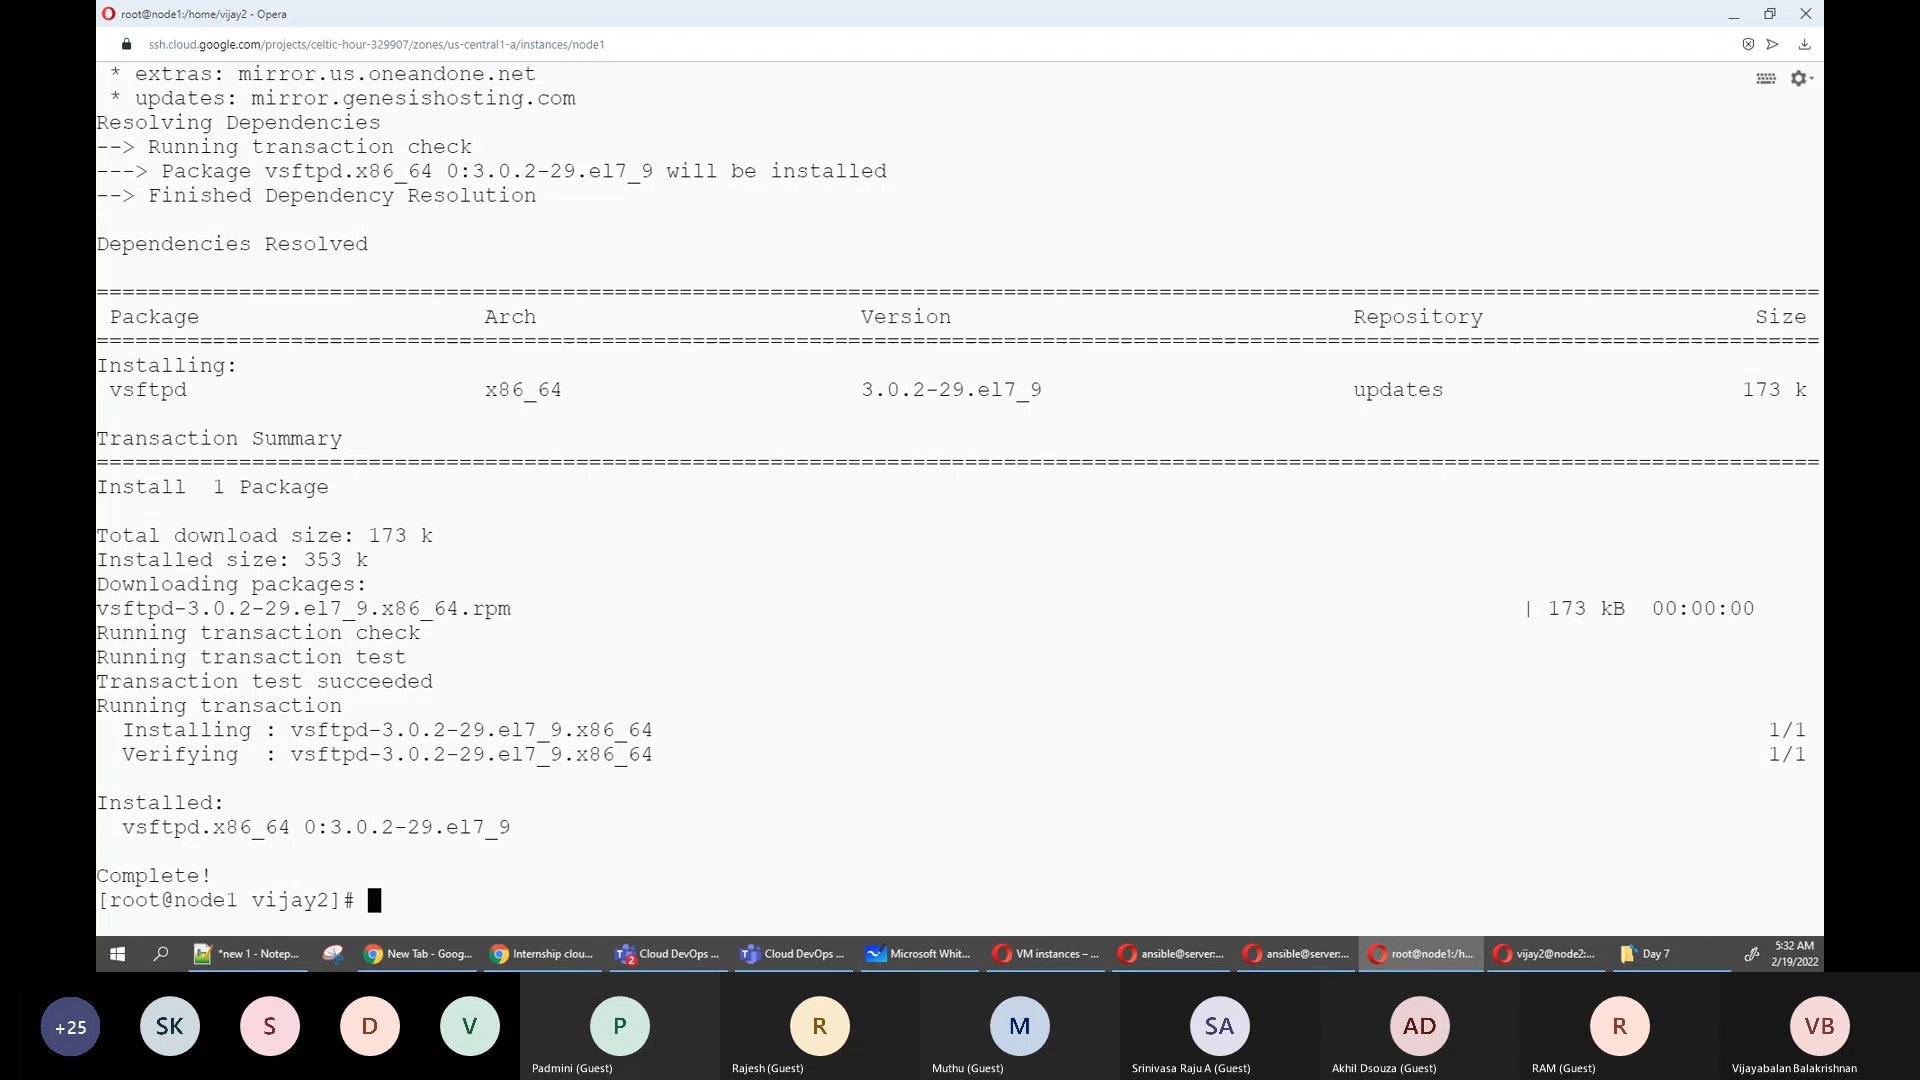 root@node1:/home/vijay2 - Opera
ssh.cloud.google.com/projects/celtic-hour-329907/zones/us-central1-a/instances/node1
* extras: mirror.us.oneandone.net
* updates: mirror.genesishosting.com
Resolving Dependencies
--> Running transaction check
---> Package vsftpd.x86_64 0:3.0.2-29.el7_9 will be installed
--> Finished Dependency Resolution
Dependencies Resolved
Package Arch Version Repository Size
Installing:
vsftpd x86_64 3.0.2-29.el7_9 updates 173 k
Transaction Summary
Install 1 Package
Total download size: 173 k
Installed size: 353 k
Downloading packages:
vsftpd-3.0.2-29.el7_9.x86_64.rpm | 173 kB 00:00:00
Running transaction check
Running transaction test
Transaction test succeeded
Running transaction
Installing : vsftpd-3.0.2-29.el7_9.x86_64 1/1
Verifying : vsftpd-3.0.2-29.el7_9.x86_64 1/1
Installed:
vsftpd.x86_64 0:3.0.2-29.el7_9
Complete!
[root@node1 vijay2]#
*new 1 - Notep... New Tab - Goog... Internship clou... 2 Cloud DevOps ... Cloud DevOps ... Microsoft Whit... VM instances – ... ansible@server:... ansible@server:... root@node1:/h... vijay2@node2:... Day 7 5:32 AM
2/19/2022
+25 SK S D V P R M SA AD R VB
Padmini (Guest) Rajesh (Guest) Muthu (Guest) Srinivasa Raju A (Guest) Akhil Dsouza (Guest) RAM (Guest) Vijayabalan Balakrishnan